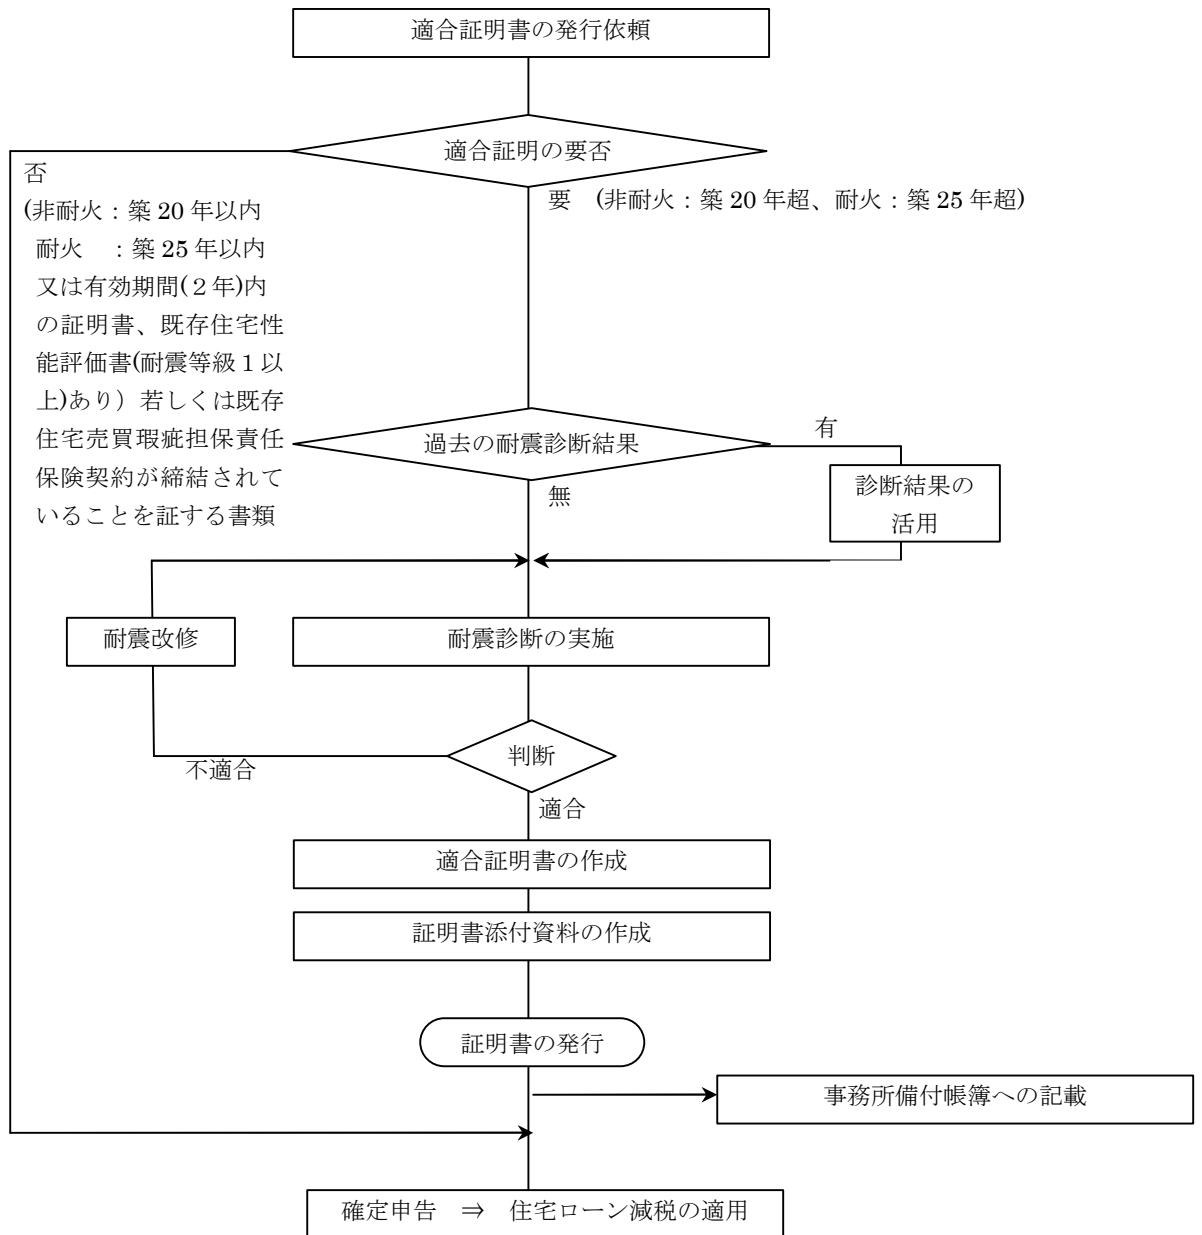 適合証明書の発行依頼
適合証明の要否
否
(非耐火：築 20 年以内
耐火　：築 25 年以内
又は有効期間(２年)内
の証明書、既存住宅性
能評価書(耐震等級１以
上)あり）若しくは既存
住宅売買瑕疵担保責任
保険契約が締結されて
いることを証する書類
要　(非耐火：築 20 年超、耐火：築 25 年超)
過去の耐震診断結果
有
無
診断結果の
活用
耐震改修
耐震診断の実施
判断
不適合
適合
適合証明書の作成
証明書添付資料の作成
証明書の発行
事務所備付帳簿への記載
確定申告　⇒　住宅ローン減税の適用